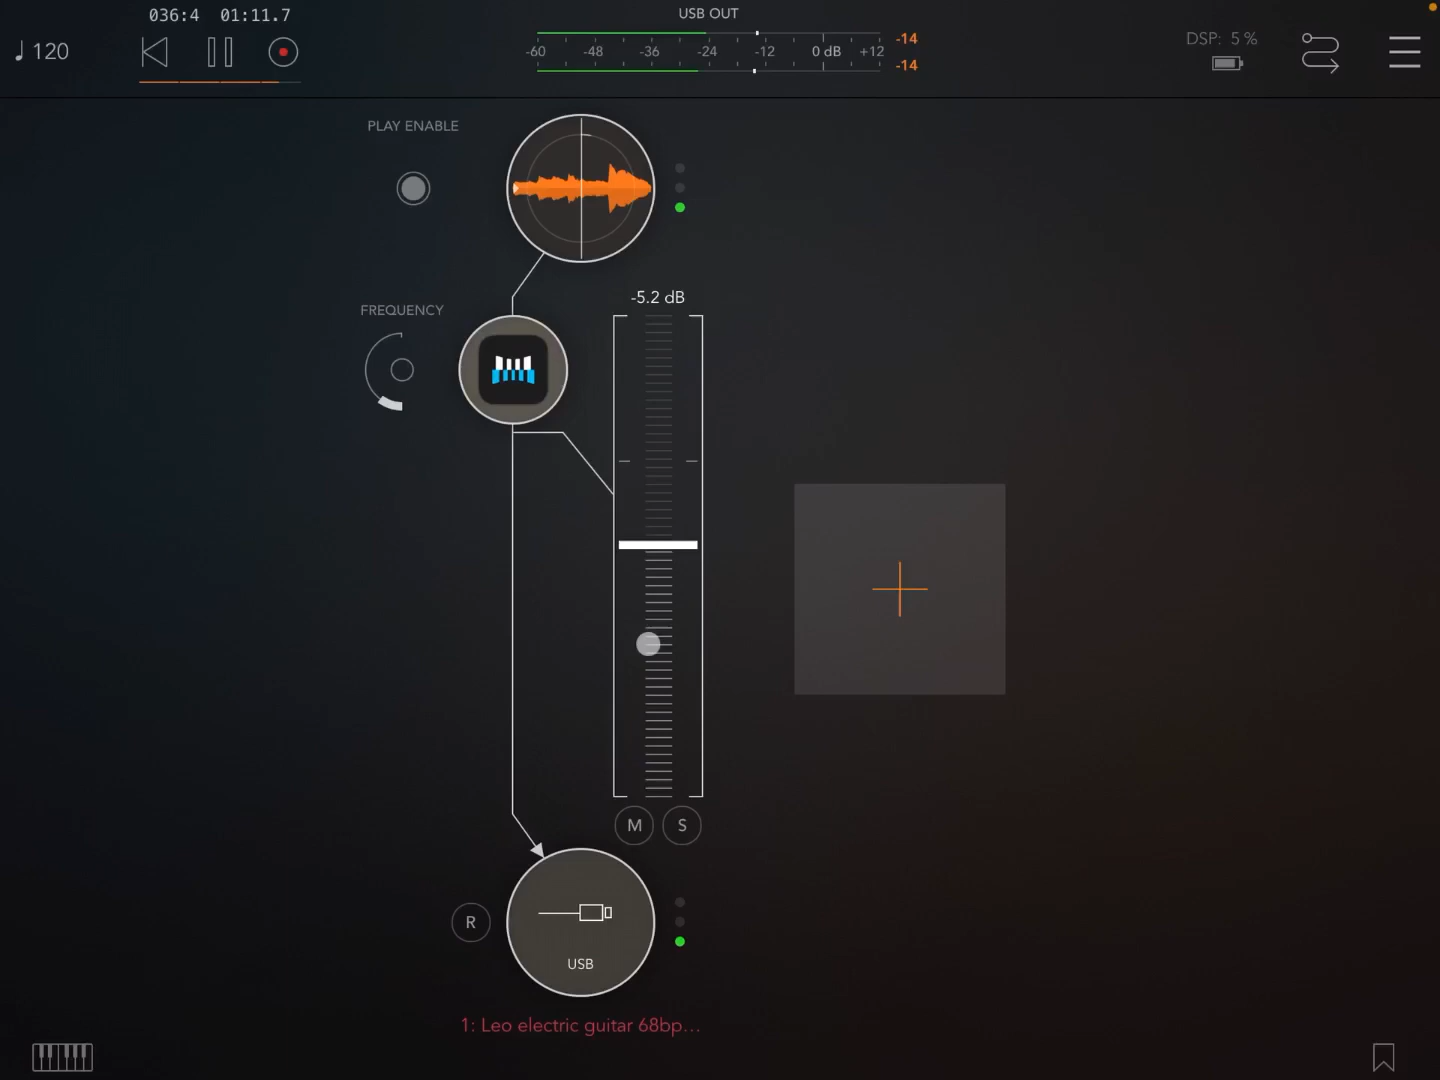 036:4 01:11.7
USB OUT
120
-60 -48 -36 -24 -12 0 dB +12
-14
-14
DSP: 5 %
PLAY ENABLE
-5.2 dB
FREQUENCY
M S
R
USB
1: Leo electric guitar 68bp...